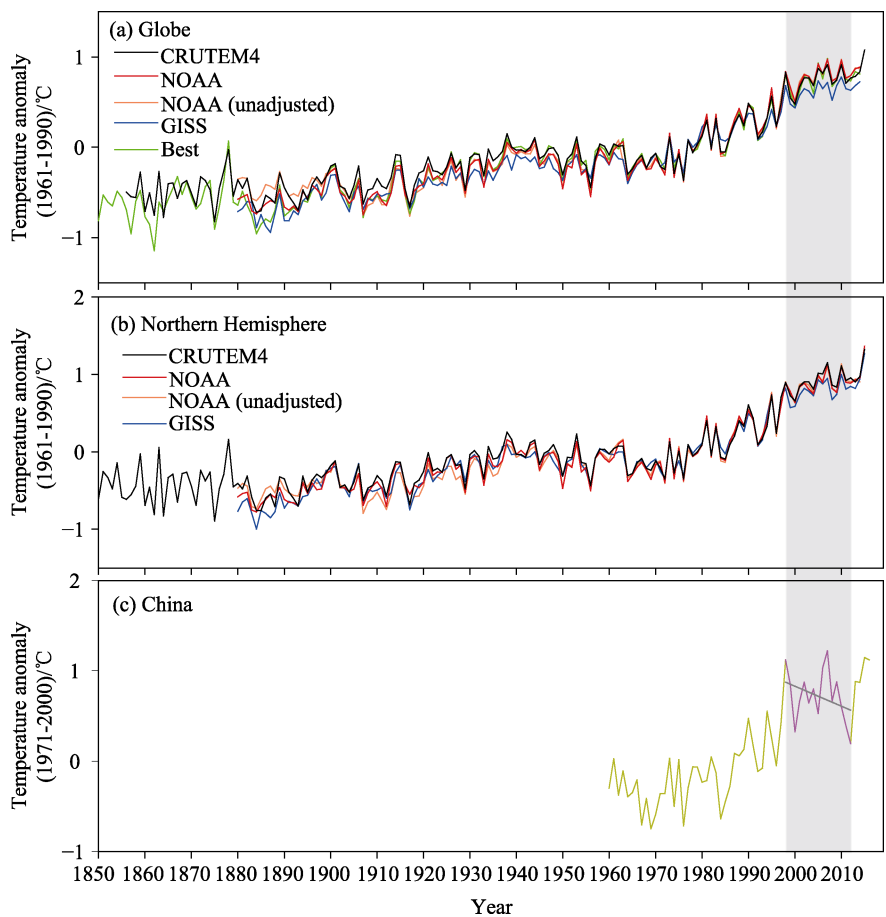 (a) Globe
CRUTEM4
NOAA
NOAA (unadjusted)
GISS
Best
Temperature anomaly
(1961-1990)/℃
1
0
−1
(b) Northern Hemisphere
CRUTEM4
NOAA
NOAA (unadjusted)
GISS
Temperature anomaly
(1961-1990)/℃
2
1
0
−1
(c) China
Temperature anomaly
(1971-2000)/℃
2
1
0
−1
1850 1860 1870 1880 1890 1900 1910 1920 1930 1940 1950 1960 1970 1980 1990 2000 2010
Year